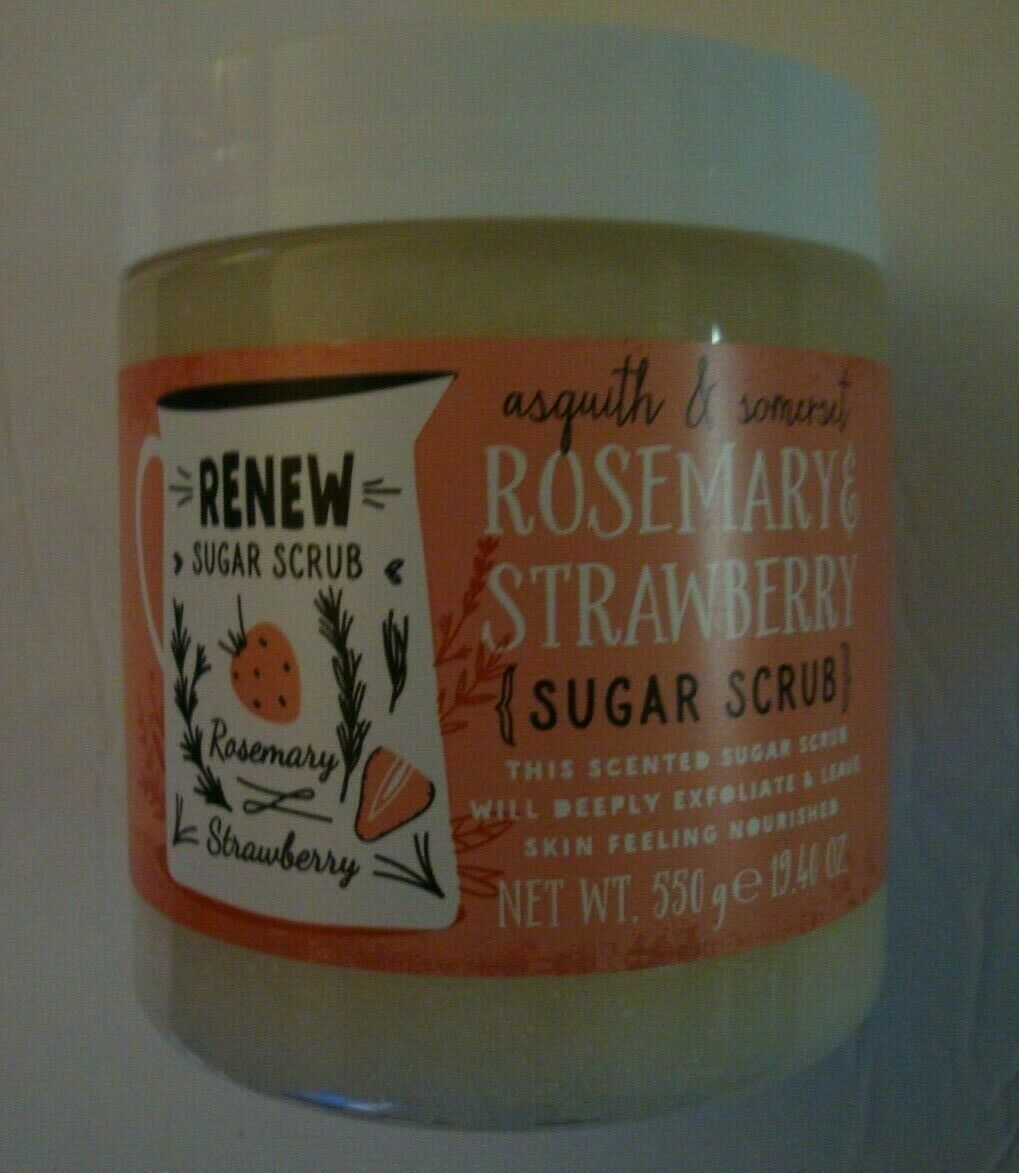 RENEW
SUGAR SCRUB
Rosemary
Strawberry
asquith & somerset
ROSEMARY &
STRAWBERRY
{SUGAR SCRUB}
THIS SCENTED SUGAR SCRUB
WILL DEEPLY EXFOLIATE & LEAVE
SKIN FEELING NOURISHED
NET WT. 550 g e 19.40 OZ